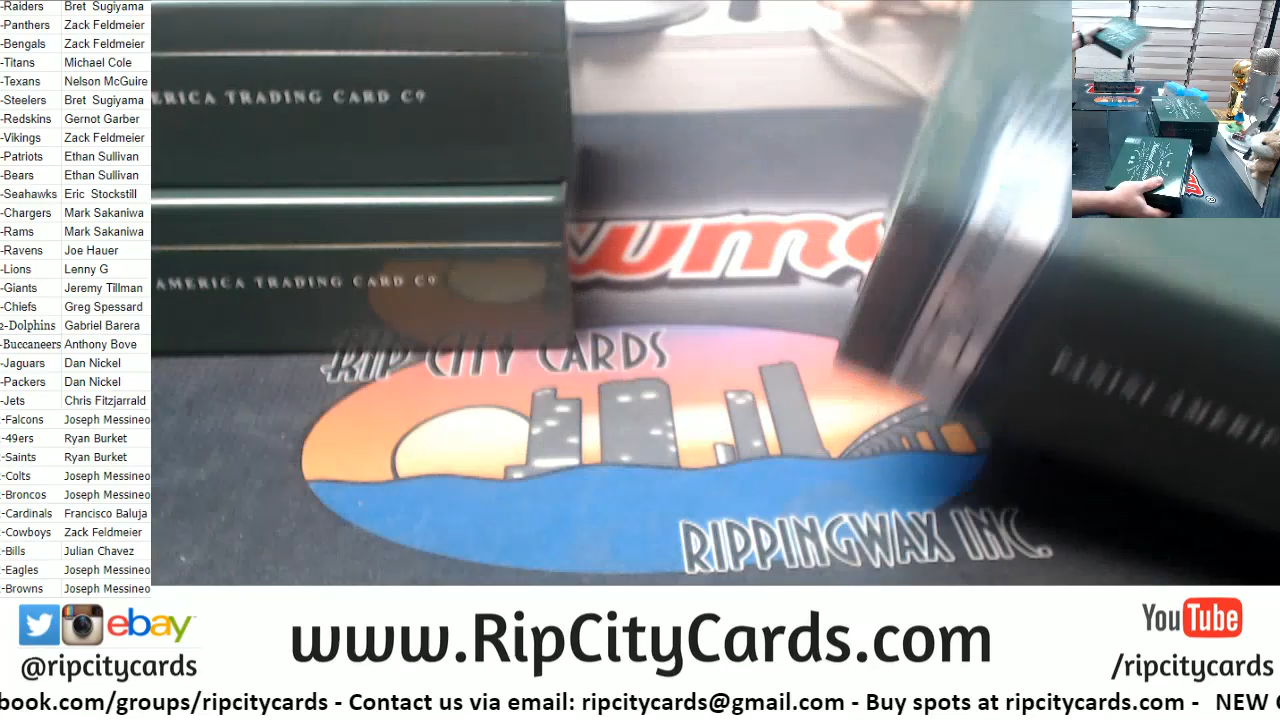 -Raiders Bret Sugiyama
-Panthers Zack Feldmeier
-Bengals Zack Feldmeier
-Titans Michael Cole
-Texans Nelson McGuire
-Steelers Bret Sugiyama
-Redskins Gernot Garber
-Vikings Zack Feldmeier
-Patriots Ethan Sullivan
-Bears Ethan Sullivan
-Seahawks Eric Stockstill
-Chargers Mark Sakaniwa
-Rams Mark Sakaniwa
-Ravens Joe Hauer
-Lions Lenny G
-Giants Jeremy Tillman
-Chiefs Greg Spessard
2-Dolphins Gabriel Barera
-Buccaneers Anthony Bove
-Jaguars Dan Nickel
-Packers Dan Nickel
-Jets Chris Fitzjarrald
-Falcons Joseph Messineo
-49ers Ryan Burket
-Saints Ryan Burket
-Colts Joseph Messineo
-Broncos Joseph Messineo
-Cardinals Francisco Baluja
-Cowboys Zack Feldmeier
-Bills Julian Chavez
-Eagles Joseph Messineo
-Browns Joseph Messineo
ERICA TRADING CARD CO
AMERICA TRADING CARD CO
PANINI AMERIC
RIP CITY CARDS
RIPPINGWAX INC.
ebay
@ripcitycards
www.RipCityCards.com
YouTube
/ripcitycards
book.com/groups/ripcitycards - Contact us via email: ripcitycards@gmail.com - Buy spots at ripcitycards.com - NEW